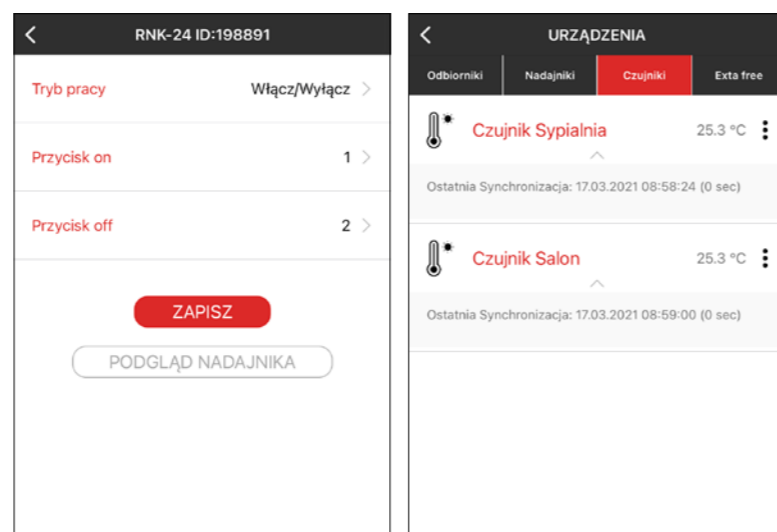 RNK-24 ID:198891
Tryb pracy Włącz/Wyłącz
Przycisk on 1
Przycisk off 2
ZAPISZ
PODGLĄD NADAJNIKA
URZĄDZENIA
Odbiorniki Nadajniki Czujniki Exta free
Czujnik Sypialnia 25.3 °C
Ostatnia Synchronizacja: 17.03.2021 08:58:24 (0 sec)
Czujnik Salon 25.3 °C
Ostatnia Synchronizacja: 17.03.2021 08:59:00 (0 sec)